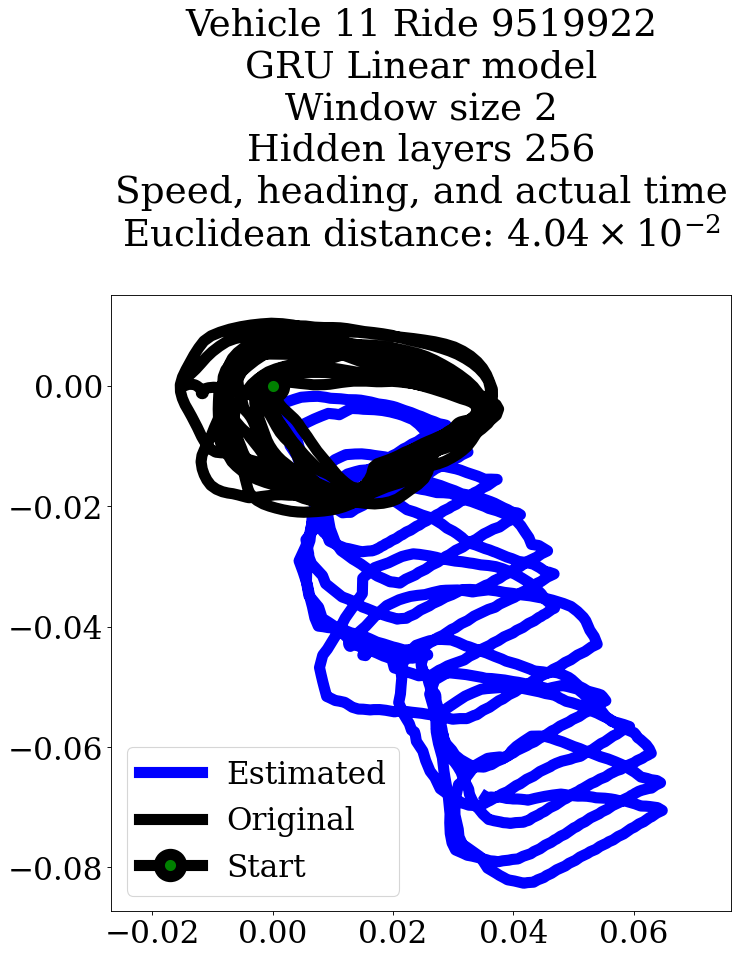 Vehicle 11 Ride 9519922
GRU Linear model
Window size 2
Hidden layers 256
Speed, heading, and actual time
Euclidean distance: 4.04 × 10⁻²
0.00
−0.02
−0.04
−0.06
−0.08
Estimated
Original
Start
−0.02 0.00 0.02 0.04 0.06